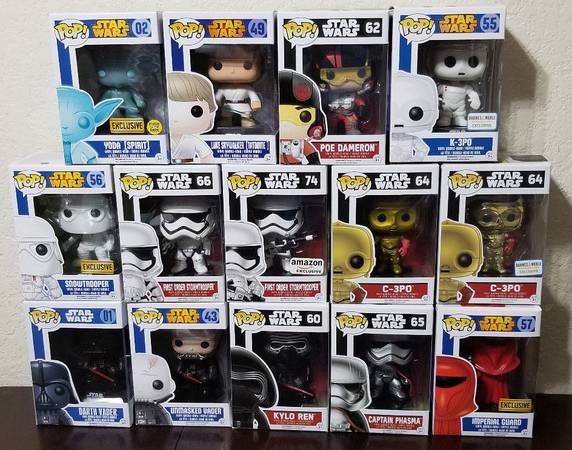 POP! STAR WARS 02
EXCLUSIVE
YODA (SPIRIT)
POP! STAR WARS 49
LUKE SKYWALKER (TATOOINE)
POP! STAR WARS 62
POE DAMERON
POP! STAR WARS 55
BARNES & NOBLE
EXCLUSIVE
K-3PO
POP! STAR WARS 56
EXCLUSIVE
SNOWTROOPER
POP! STAR WARS 66
FIRST ORDER STORMTROOPER
POP! STAR WARS 74
amazon
EXCLUSIVE
FIRST ORDER STORMTROOPER
POP! STAR WARS 64
C-3PO
POP! STAR WARS 64
BARNES & NOBLE
EXCLUSIVE
C-3PO
POP! STAR WARS 01
DARTH VADER
POP! STAR WARS 43
UNMASKED VADER
POP! STAR WARS 60
KYLO REN
POP! STAR WARS 65
CAPTAIN PHASMA
POP! STAR WARS 57
EXCLUSIVE
IMPERIAL GUARD